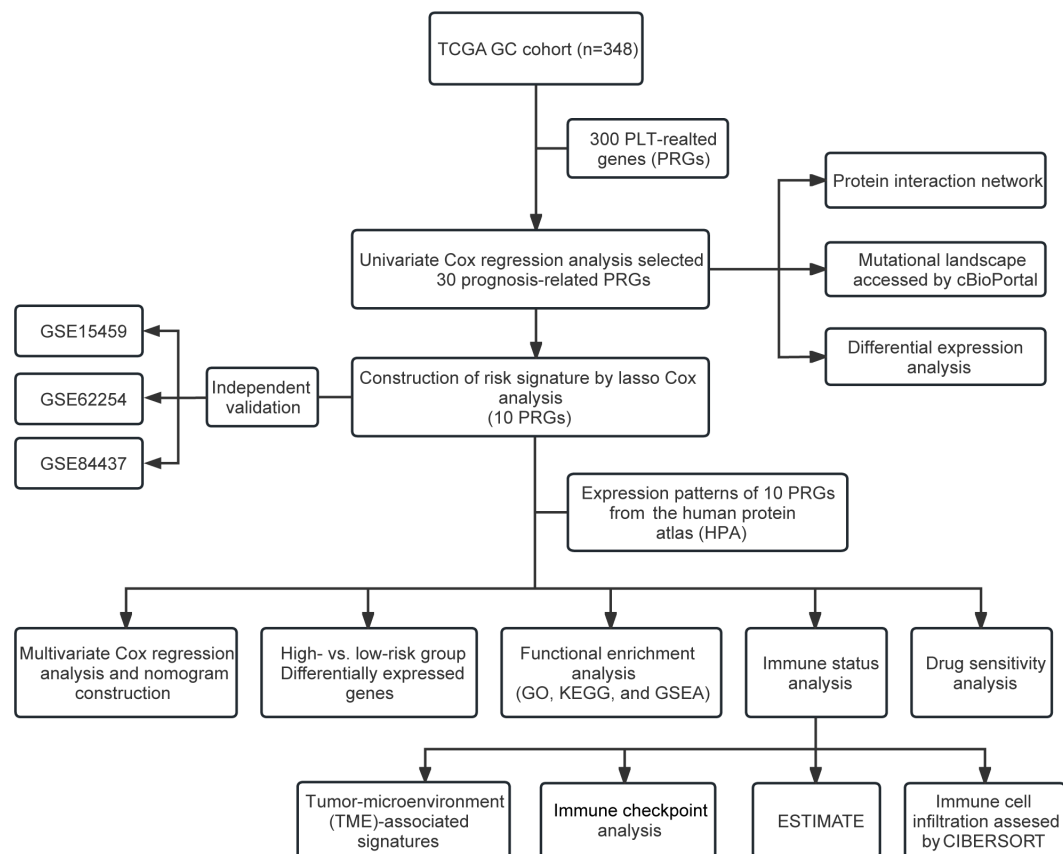 TCGA GC cohort (n=348)
300 PLT-realted
genes (PRGs)
Protein interaction network
Univariate Cox regression analysis selected
30 prognosis-related PRGs
Mutational landscape
accessed by cBioPortal
Differential expression
analysis
GSE15459
GSE62254
GSE84437
Independent
validation
Construction of risk signature by lasso Cox
analysis
(10 PRGs)
Expression patterns of 10 PRGs
from the human protein
atlas (HPA)
Multivariate Cox regression
analysis and nomogram
construction
High- vs. low-risk group
Differentially expressed
genes
Functional enrichment
analysis
(GO, KEGG, and GSEA)
Immune status
analysis
Drug sensitivity
analysis
Tumor-microenvironment
(TME)-associated
signatures
Immune checkpoint
analysis
ESTIMATE
Immune cell
infiltration assesed
by CIBERSORT